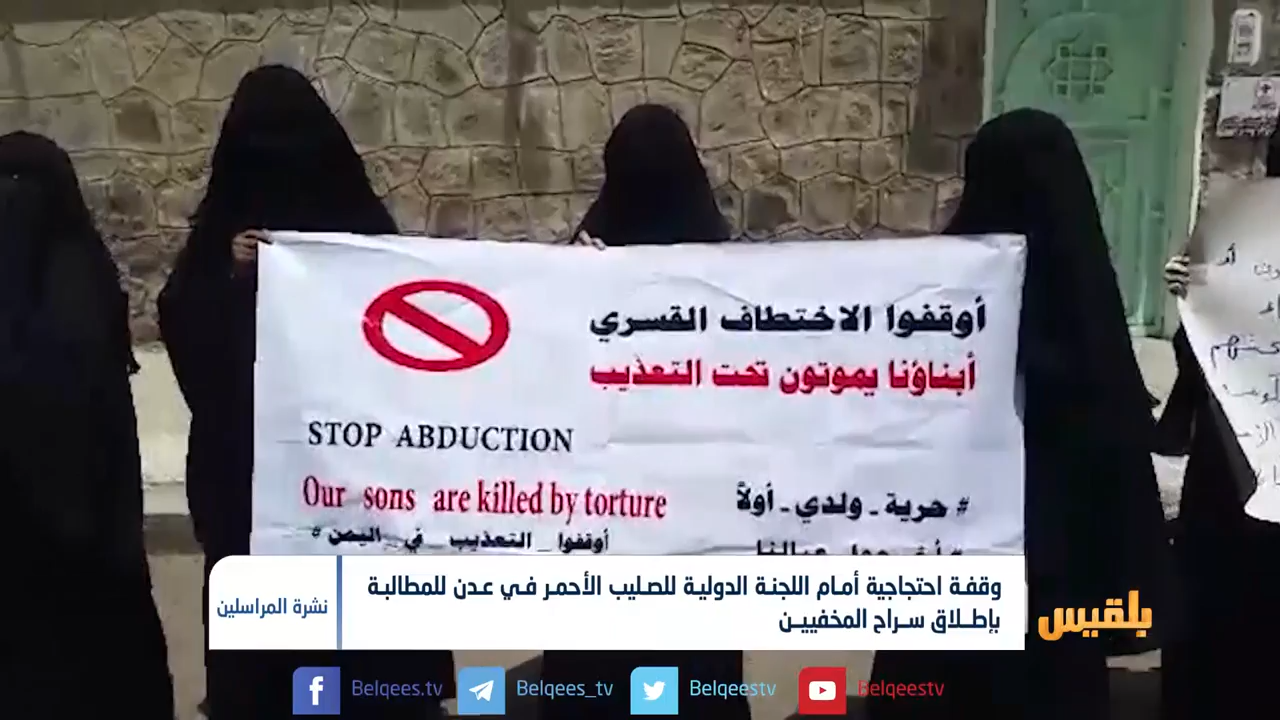 أوقفوا الاختطاف القسري
أبناؤنا يموتون تحت التعذيب
STOP ABDUCTION
Our sons are killed by torture
# حرية _ ولدي _ أولاً
أوقفوا _ التعذيب _ في _ اليمن #
عنهم
وقفة احتجاجية أمام اللجنة الدولية للصليب الأحمر في عدن للمطالبة
بإطلاق سراح المخفيين
نشرة المراسلين
بلقيس
Belqees.tv
Belqees_tv
Belqeestv
Belqeestv